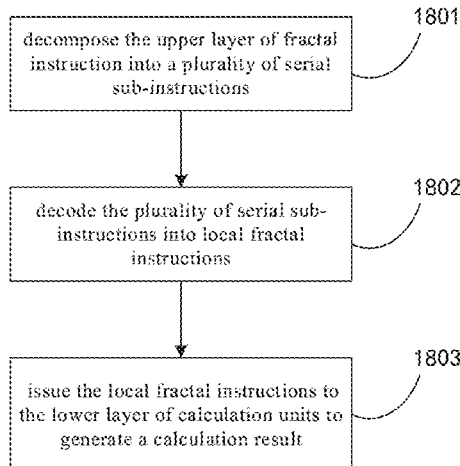 1801
decompose the upper layer of fractal
instruction into a plurality of serial
sub-instructions
1802
decode the plurality of serial sub-
instructions into local fractal
instructions
1803
issue the local fractal instructions to
the lower layer of calculation units to
generate a calculation result